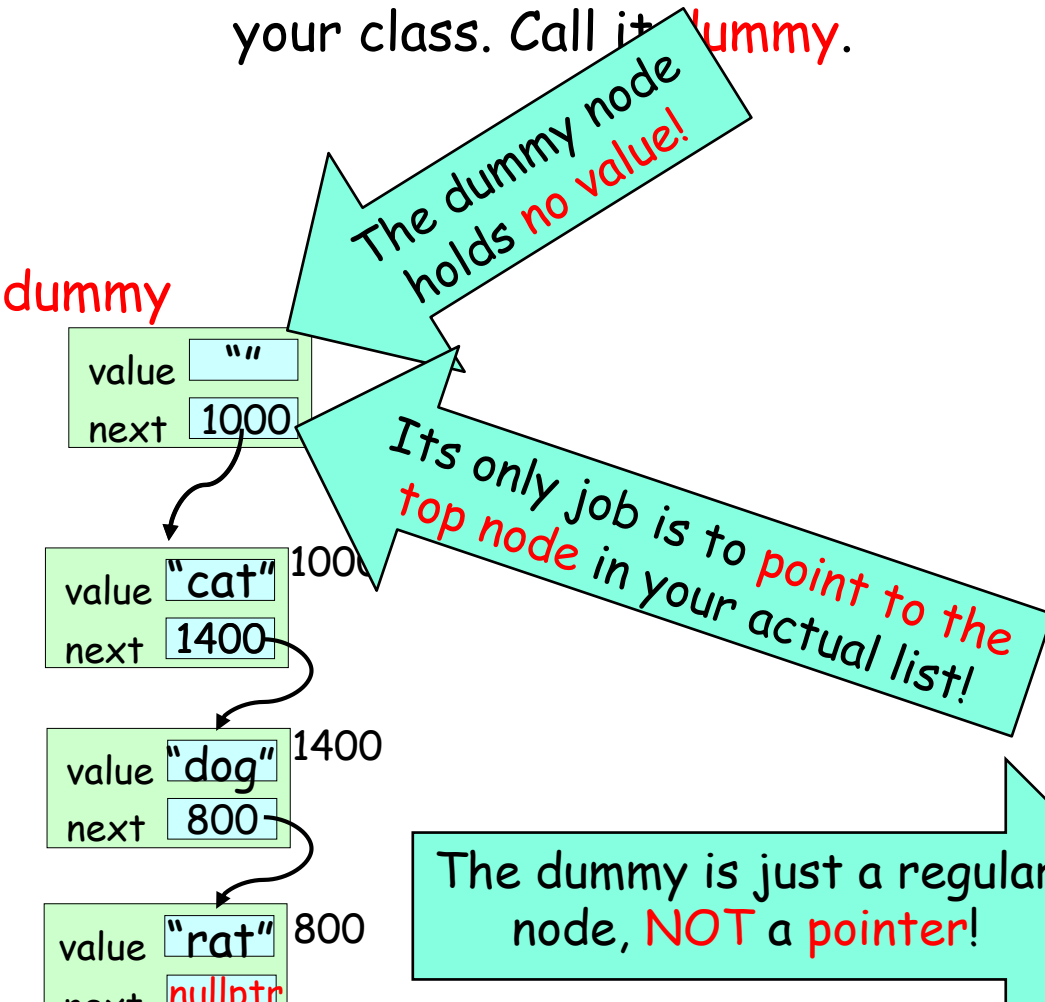 your class. Call it dummy.
The dummy node
holds no value!
dummy
value ""
next 1000
Its only job is to point to the
top node in your actual list!
value "cat" 1000
next 1400
value "dog" 1400
next 800
The dummy is just a regular
node, NOT a pointer!
value "rat" 800
next nullptr